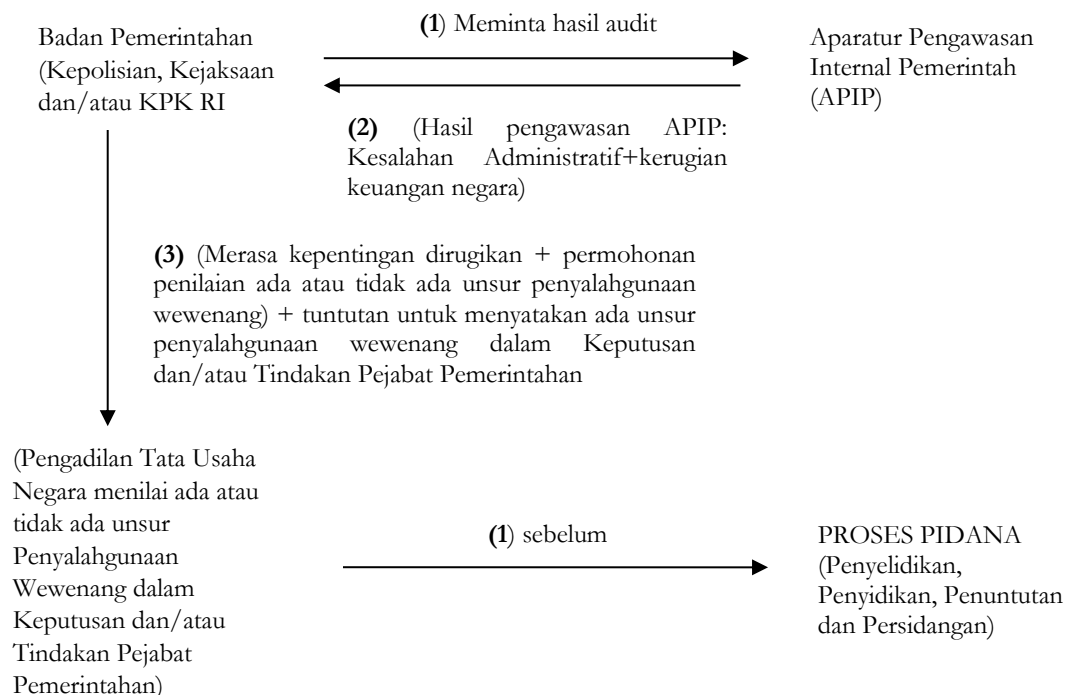 (1) Meminta hasil audit
Badan Pemerintahan
(Kepolisian, Kejaksaan
dan/atau KPK RI
Aparatur Pengawasan
Internal Pemerintah
(APIP)
(2) (Hasil pengawasan APIP:
Kesalahan Administratif+kerugian
keuangan negara)
(3) (Merasa kepentingan dirugikan + permohonan
penilaian ada atau tidak ada unsur penyalahgunaan
wewenang) + tuntutan untuk menyatakan ada unsur
penyalahgunaan wewenang dalam Keputusan
dan/atau Tindakan Pejabat Pemerintahan
(Pengadilan Tata Usaha
Negara menilai ada atau
tidak ada unsur
Penyalahgunaan
Wewenang dalam
Keputusan dan/atau
Tindakan Pejabat
Pemerintahan)
(1) sebelum
PROSES PIDANA
(Penyelidikan,
Penyidikan, Penuntutan
dan Persidangan)